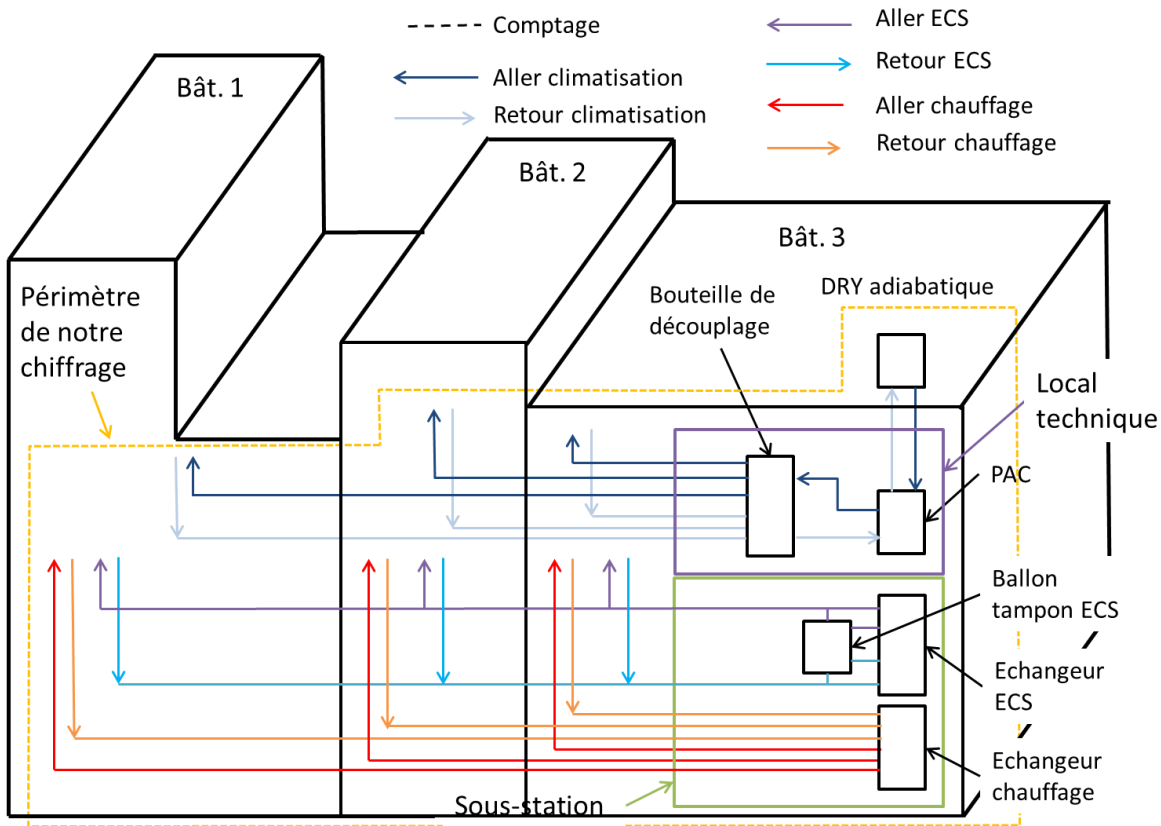 Comptage
Aller climatisation
Retour climatisation
Aller ECS
Retour ECS
Aller chauffage
Retour chauffage
Bât. 1
Bât. 2
Bât. 3
Périmètre
de notre
chiffrage
Bouteille de
découplage
DRY adiabatique
Local
technique
PAC
Ballon
tampon ECS
Echangeur
ECS
Echangeur
chauffage
Sous-station